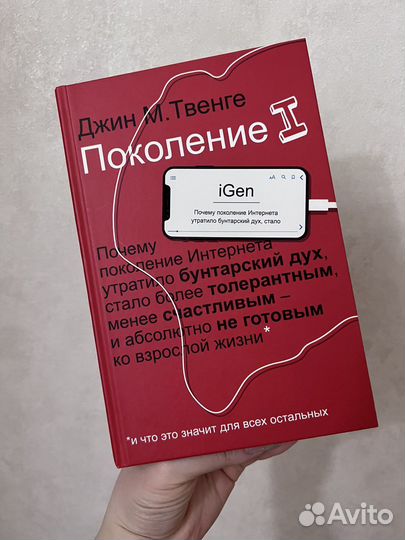 Джин М. Твенге
Поколение I
AA
iGen
Почему поколение Интернета
утратило бунтарский дух, стало
Почему
поколение Интернета
утратило бунтарский дух,
стало более толерантным,
менее счастливым –
и абсолютно не готовым
ко взрослой жизни*
*и что это значит для всех остальных
Avito